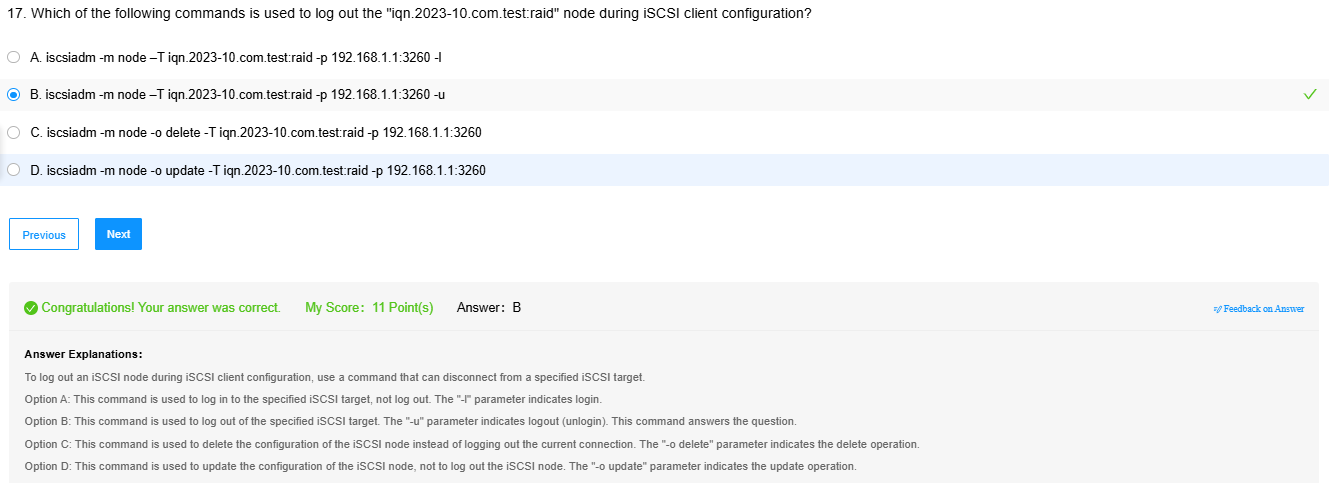 17. Which of the following commands is used to log out the "iqn.2023-10.com.test:raid" node during iSCSI client configuration?
A. iscsiadm -m node –T iqn.2023-10.com.test:raid -p 192.168.1.1:3260 -l
B. iscsiadm -m node –T iqn.2023-10.com.test:raid -p 192.168.1.1:3260 -u
C. iscsiadm -m node -o delete -T iqn.2023-10.com.test:raid -p 192.168.1.1:3260
D. iscsiadm -m node -o update -T iqn.2023-10.com.test:raid -p 192.168.1.1:3260
Previous Next
Congratulations! Your answer was correct. My Score: 11 Point(s) Answer: B Feedback on Answer
Answer Explanations:
To log out an iSCSI node during iSCSI client configuration, use a command that can disconnect from a specified iSCSI target.
Option A: This command is used to log in to the specified iSCSI target, not log out. The "-l" parameter indicates login.
Option B: This command is used to log out of the specified iSCSI target. The "-u" parameter indicates logout (unlogin). This command answers the question.
Option C: This command is used to delete the configuration of the iSCSI node instead of logging out the current connection. The "-o delete" parameter indicates the delete operation.
Option D: This command is used to update the configuration of the iSCSI node, not to log out the iSCSI node. The "-o update" parameter indicates the update operation.